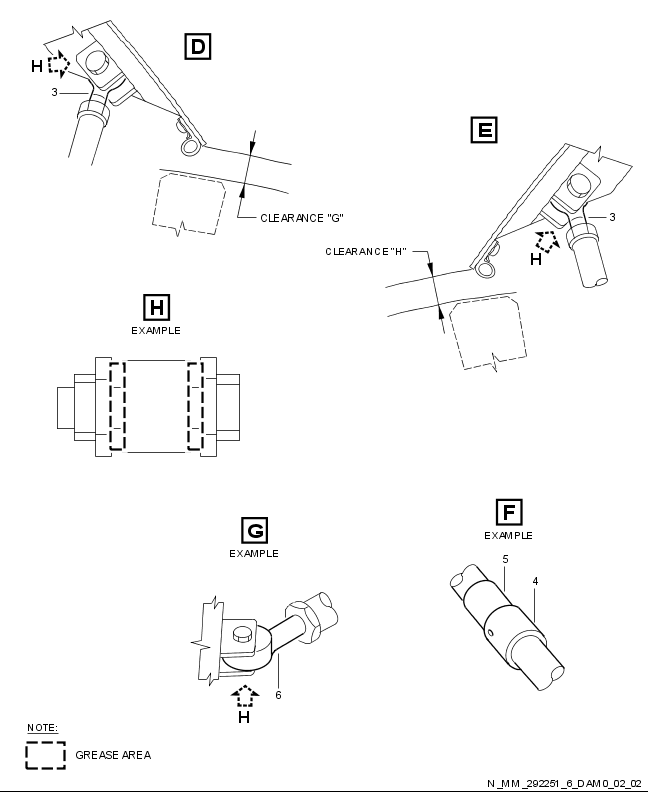 D
H
3
E
CLEARANCE "G"
3
H
CLEARANCE "H"
H
EXAMPLE
F
EXAMPLE
G
EXAMPLE
5
4
6
H
NOTE:
GREASE AREA
N_MM_292251_6_DAM0_02_02